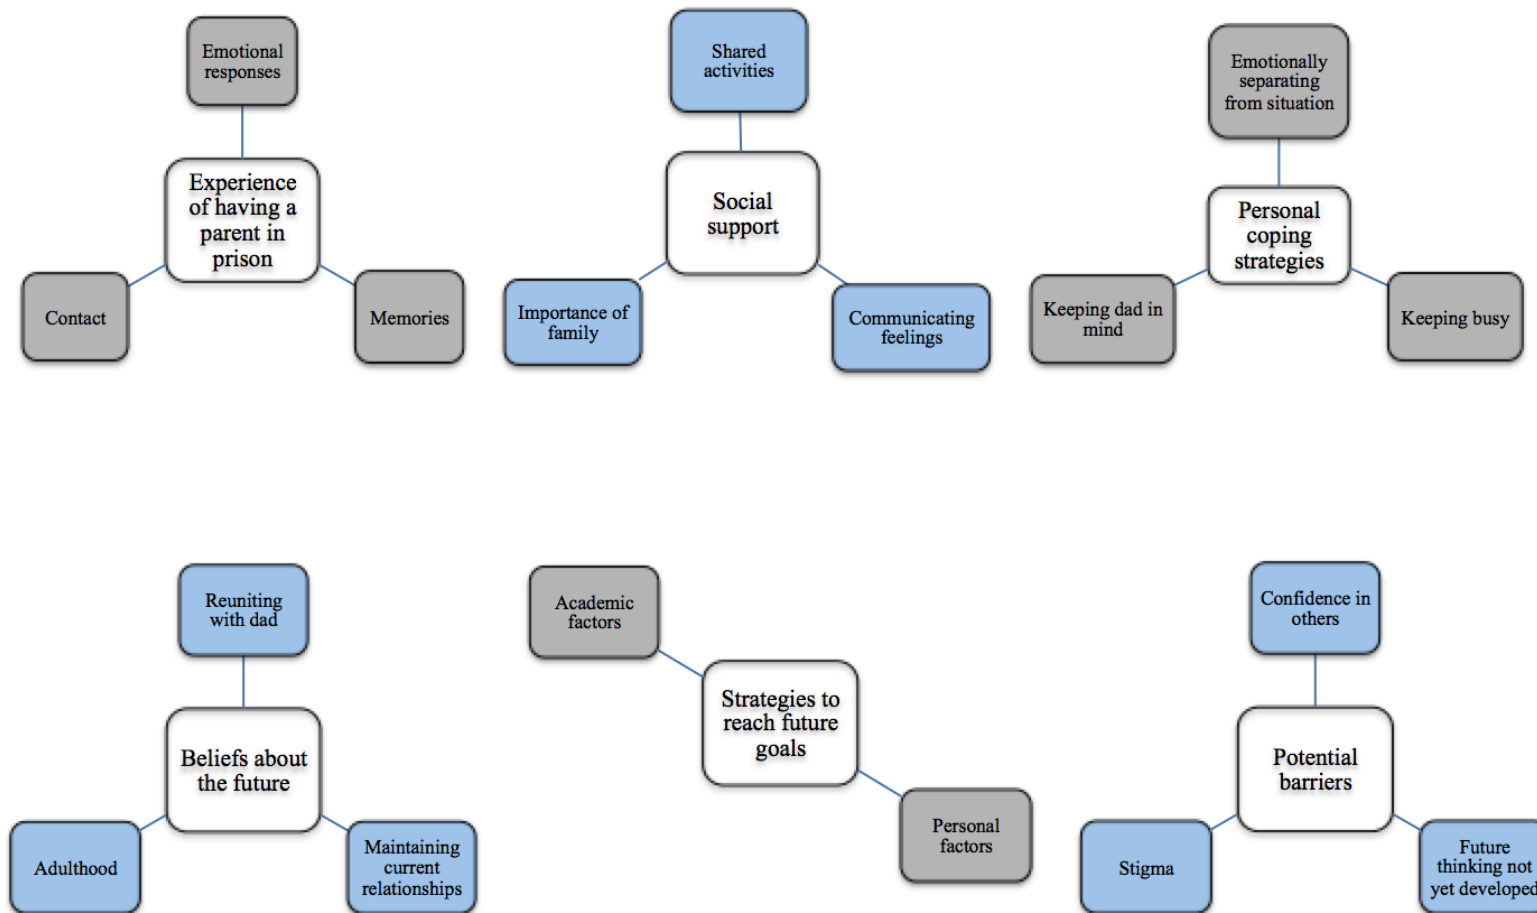 Emotional
responses
Experience
of having a
parent in
prison
Contact
Memories
Shared
activities
Social
support
Importance of
family
Communicating
feelings
Emotionally
separating
from situation
Personal
coping
strategies
Keeping dad in
mind
Keeping busy
Reuniting
with dad
Beliefs about
the future
Adulthood
Maintaining
current
relationships
Academic
factors
Strategies to
reach future
goals
Personal
factors
Confidence in
others
Potential
barriers
Stigma
Future
thinking not
yet developed